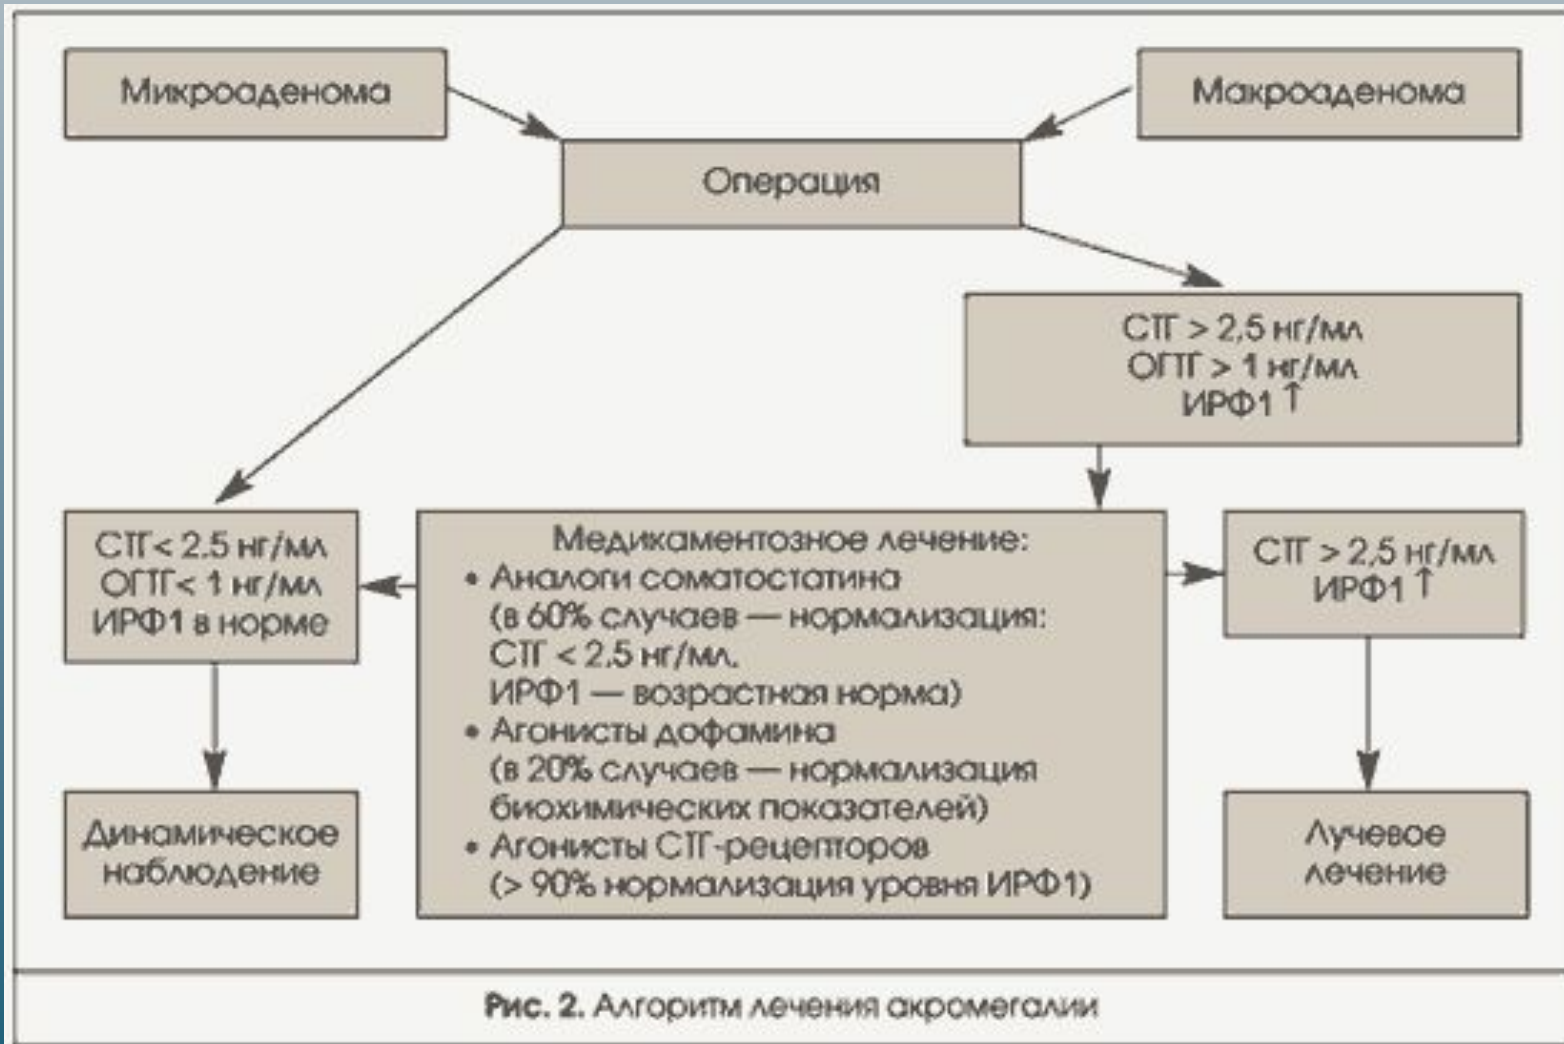 Микроаденома
Макроаденома
Операция
СТГ > 2,5 нг/мл
ОГТГ > 1 нг/мл
ИРФ1 ↑
СТГ < 2.5 нг/мл
ОГТГ < 1 нг/мл
ИРФ1 в норме
Медикаментозное лечение:
• Аналоги соматостатина
(в 60% случаев — нормализация:
СТГ < 2.5 нг/мл.
ИРФ1 — возрастная норма)
• Агонисты дофамина
(в 20% случаев — нормализация
биохимических показателей)
• Агонисты СТГ-рецепторов
(> 90% нормализация уровня ИРФ1)
СТГ > 2,5 нг/мл
ИРФ1 ↑
Динамическое
наблюдение
Лучевое
лечение
Рис. 2. Алгоритм лечения акромегалии